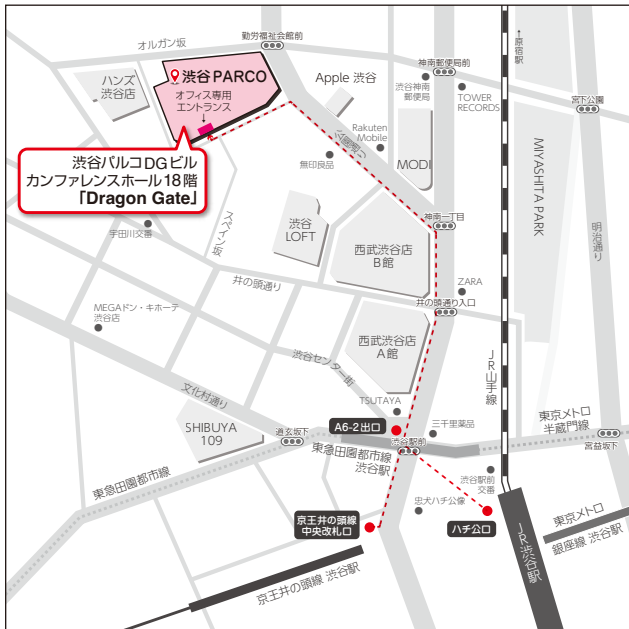 オルガン坂
勤労福祉会館前
↑原宿駅
神南郵便局前
ハンズ
渋谷店
渋谷PARCO
オフィス専用
エントランス
↓
Apple 渋谷
渋谷神南
郵便局
TOWER
RECORDS
宮下公園
公園通り
Rakuten
Mobile
無印良品
MODI
MIYASHITA PARK
渋谷パルコDGビル
カンファレンスホール18階
「Dragon Gate」
スペイン坂
宇田川交番
渋谷
LOFT
神南一丁目
明治通り
西武渋谷店
B館
井の頭通り
ZARA
井の頭通り入口
MEGAドン・キホーテ
渋谷店
渋谷センター街
西武渋谷店
A館
JR山手線
文化村通り
TSUTAYA
SHIBUYA
109
道玄坂下
A6-2出口
三千里薬品
東京メトロ
半蔵門線
渋谷駅前
宮益坂下
東急田園都市線
渋谷駅
東急田園都市線
渋谷駅前
交番
忠犬ハチ公像
京王井の頭線
中央改札口
ハチ公口
東京メトロ
銀座線 渋谷駅
JR渋谷駅
京王井の頭線 渋谷駅